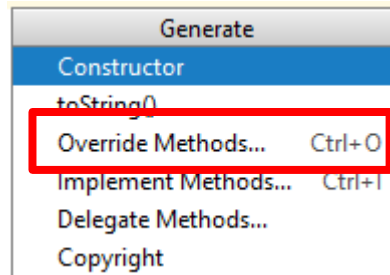 Generate
Constructor
toString()
Override Methods... Ctrl+O
Implement Methods... Ctrl+I
Delegate Methods...
Copyright